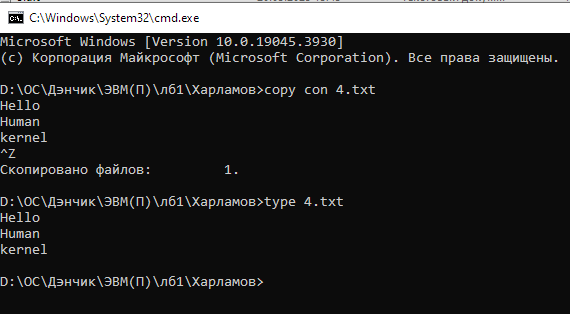 C:\Windows\System32\cmd.exe
Microsoft Windows [Version 10.0.19045.3930]
(с) Корпорация Майкрософт (Microsoft Corporation). Все права защищены.
D:\ОС\Дэнчик\ЭВМ(П)\лб1\Харламов>copy con 4.txt
Hello
Human
kernel
^Z
Скопировано файлов:         1.
D:\ОС\Дэнчик\ЭВМ(П)\лб1\Харламов>type 4.txt
Hello
Human
kernel
D:\ОС\Дэнчик\ЭВМ(П)\лб1\Харламов>